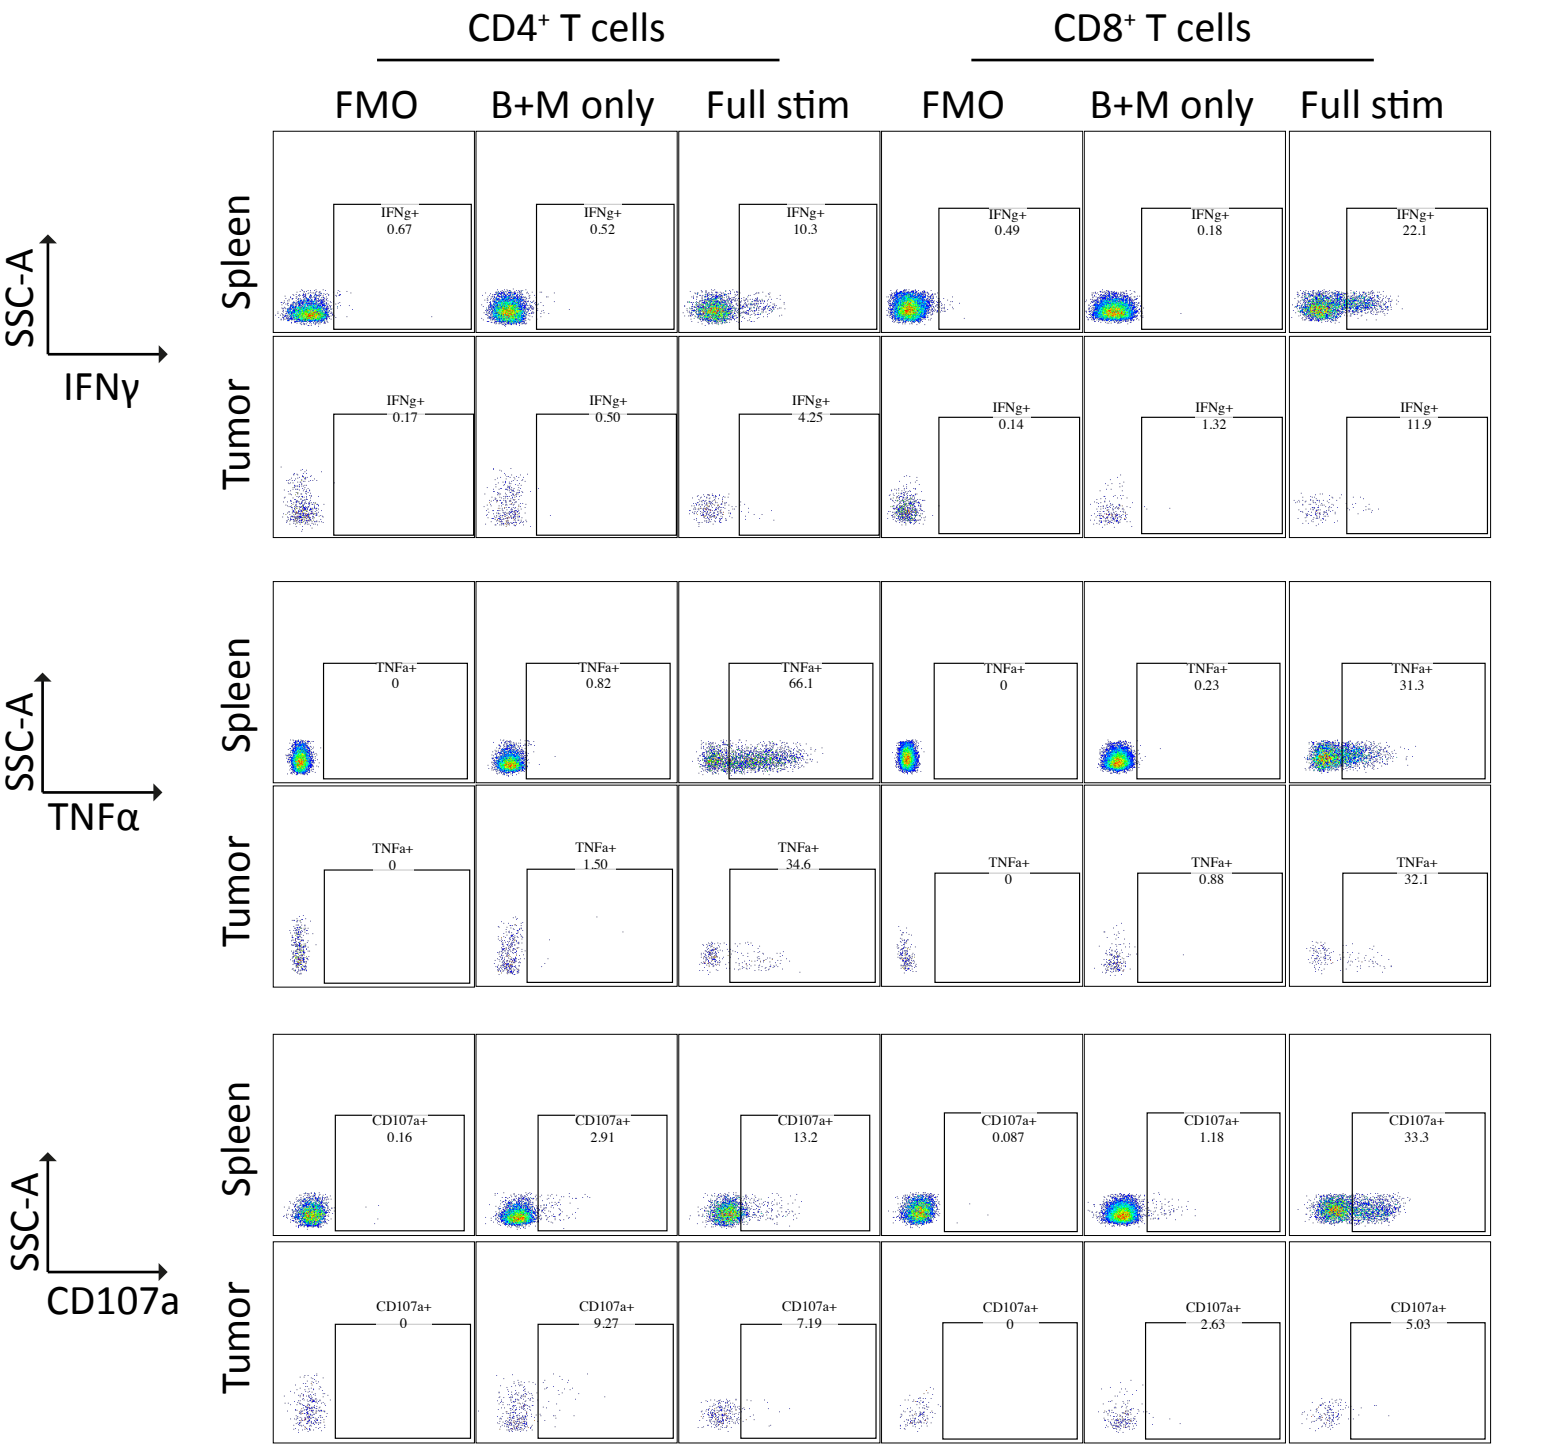 CD4⁺ T cells CD8⁺ T cells
FMO B+M only Full stim FMO B+M only Full stim
SSC-A
IFNγ
Spleen
IFNg+ IFNg+ IFNg+ IFNg+ IFNg+ IFNg+
0.67 0.52 10.3 0.49 0.18 22.1
Tumor
IFNg+ IFNg+ IFNg+ IFNg+ IFNg+ IFNg+
0.17 0.50 4.25 0.14 1.32 11.9
SSC-A
TNFα
Spleen
TNFa+ TNFa+ TNFa+ TNFa+ TNFa+ TNFa+
0 0.82 66.1 0 0.23 31.3
Tumor
TNFa+ TNFa+ TNFa+ TNFa+ TNFa+ TNFa+
0 1.50 34.6 0 0.88 32.1
SSC-A
CD107a
Spleen
CD107a+ CD107a+ CD107a+ CD107a+ CD107a+ CD107a+
0.16 2.91 13.2 0.087 1.18 33.3
Tumor
CD107a+ CD107a+ CD107a+ CD107a+ CD107a+ CD107a+
0 9.27 7.19 0 2.63 5.03